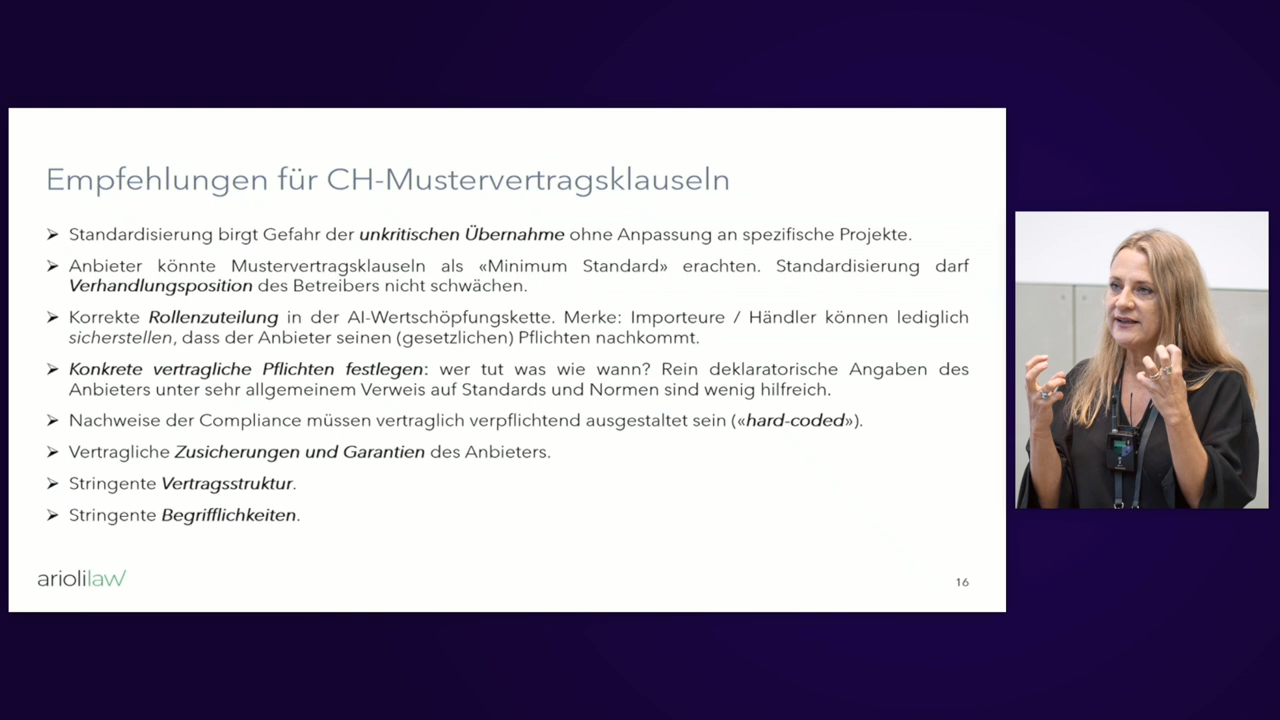 Empfehlungen für CH-Mustervertragsklauseln
➤ Standardisierung birgt Gefahr der unkritischen Übernahme ohne Anpassung an spezifische Projekte.
➤ Anbieter könnte Mustervertragsklauseln als «Minimum Standard» erachten. Standardisierung darf
Verhandlungsposition des Betreibers nicht schwächen.
➤ Korrekte Rollenzuteilung in der AI-Wertschöpfungskette. Merke: Importeure / Händler können lediglich
sicherstellen, dass der Anbieter seinen (gesetzlichen) Pflichten nachkommt.
➤ Konkrete vertragliche Pflichten festlegen: wer tut was wie wann? Rein deklaratorische Angaben des
Anbieters unter sehr allgemeinem Verweis auf Standards und Normen sind wenig hilfreich.
➤ Nachweise der Compliance müssen vertraglich verpflichtend ausgestaltet sein («hard-coded»).
➤ Vertragliche Zusicherungen und Garantien des Anbieters.
➤ Stringente Vertragsstruktur.
➤ Stringente Begrifflichkeiten.
ariolilaw
16